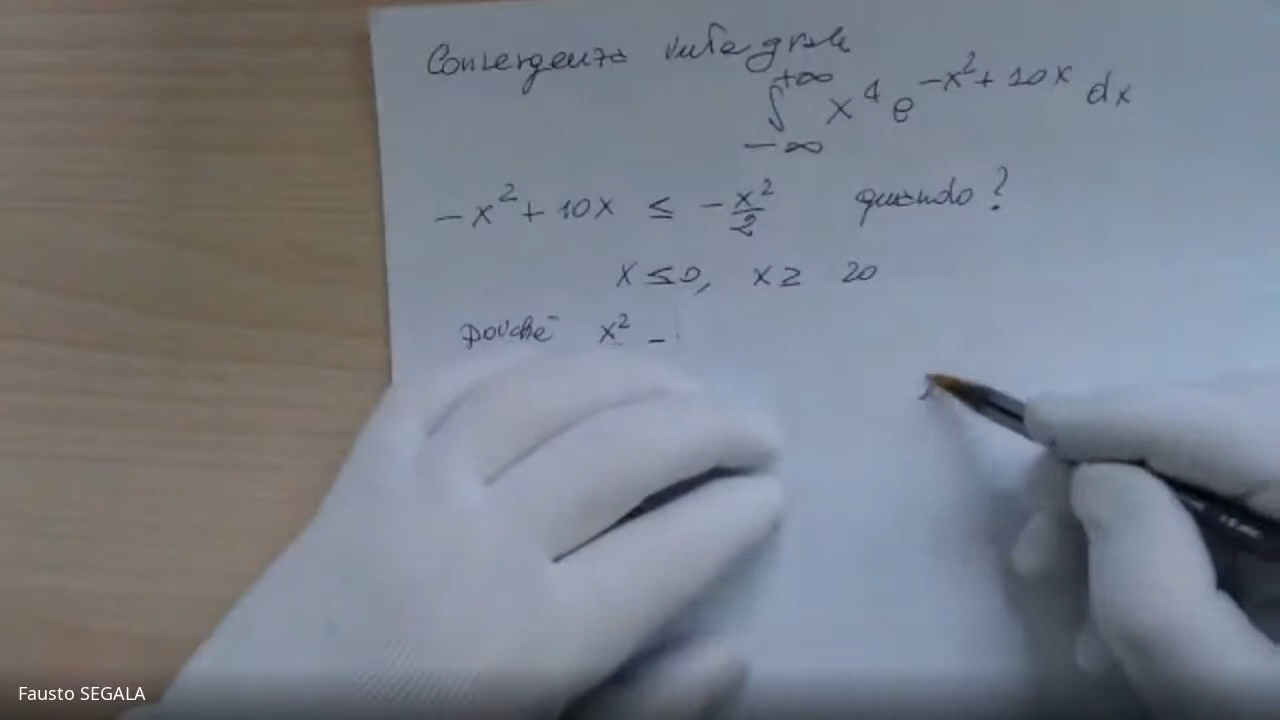 Convergenza integrale
∫_{-∞}^{+∞} x^4 e^{-x^2 + 10x} dx
-x^2 + 10x ≤ -x^2/2 quando?
x ≤ 0, x ≥ 20
poiché x^2 -
Fausto SEGALA